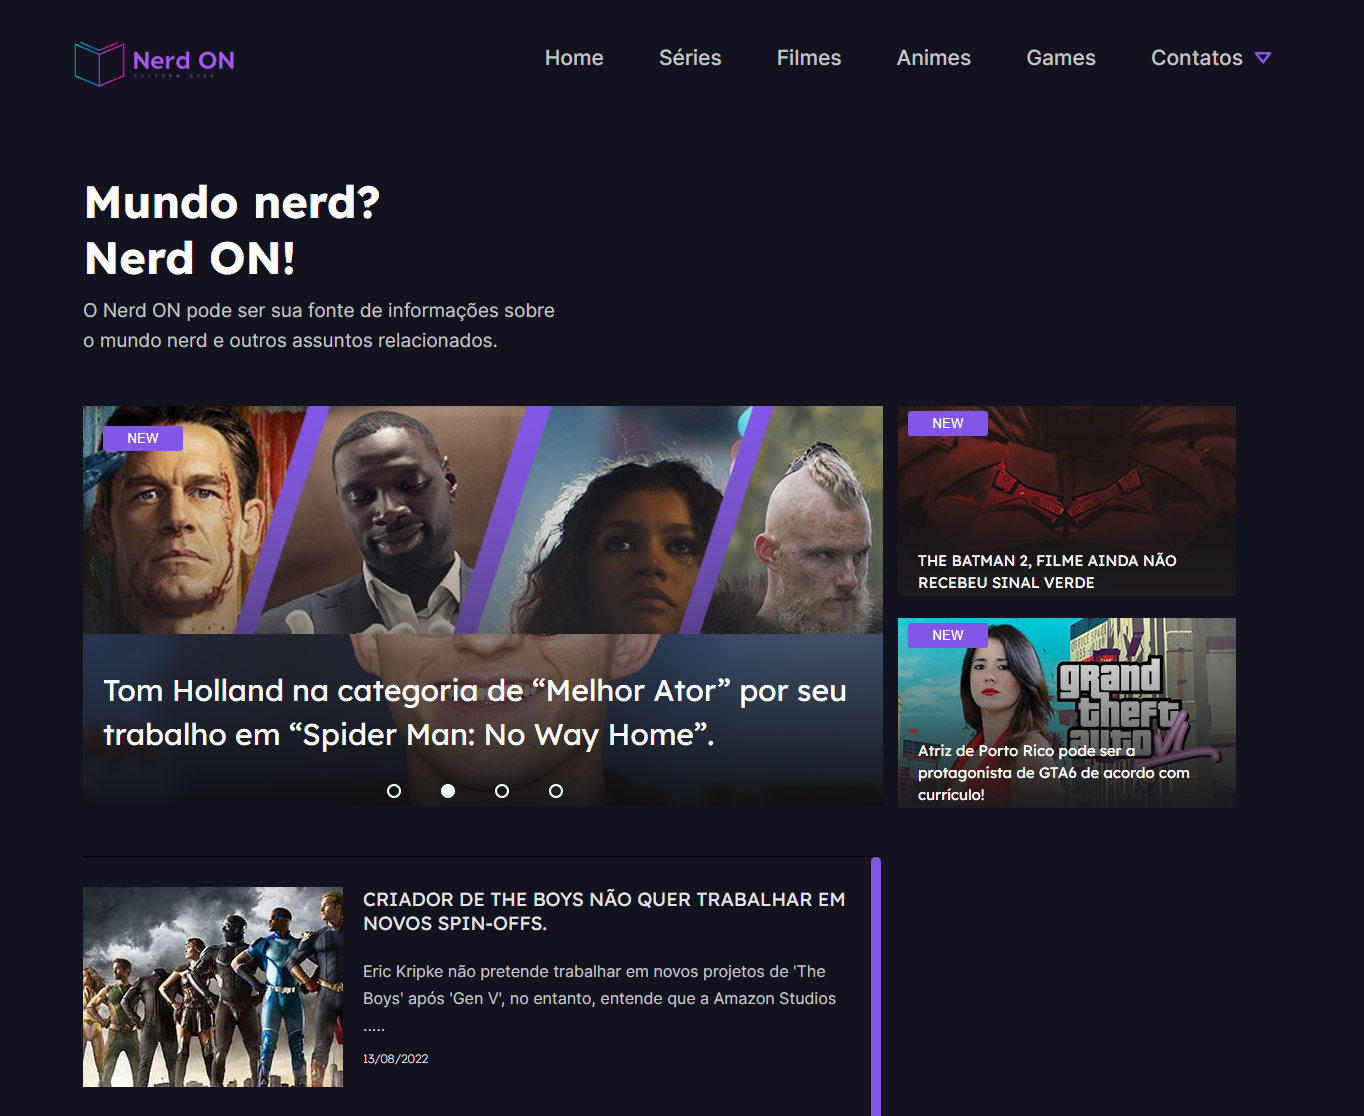 Nerd ON
CULTURA GEEK
Home
Séries
Filmes
Animes
Games
Contatos
Mundo nerd?
Nerd ON!
O Nerd ON pode ser sua fonte de informações sobre
o mundo nerd e outros assuntos relacionados.
NEW
Tom Holland na categoria de “Melhor Ator” por seu
trabalho em “Spider Man: No Way Home”.
NEW
THE BATMAN 2, FILME AINDA NÃO
RECEBEU SINAL VERDE
NEW
OFFICE SPACE
555
grand
theft
auto VI
Atriz de Porto Rico pode ser a
protagonista de GTA6 de acordo com
currículo!
CRIADOR DE THE BOYS NÃO QUER TRABALHAR EM
NOVOS SPIN-OFFS.
Eric Kripke não pretende trabalhar em novos projetos de 'The
Boys' após 'Gen V', no entanto, entende que a Amazon Studios
.....
13/08/2022